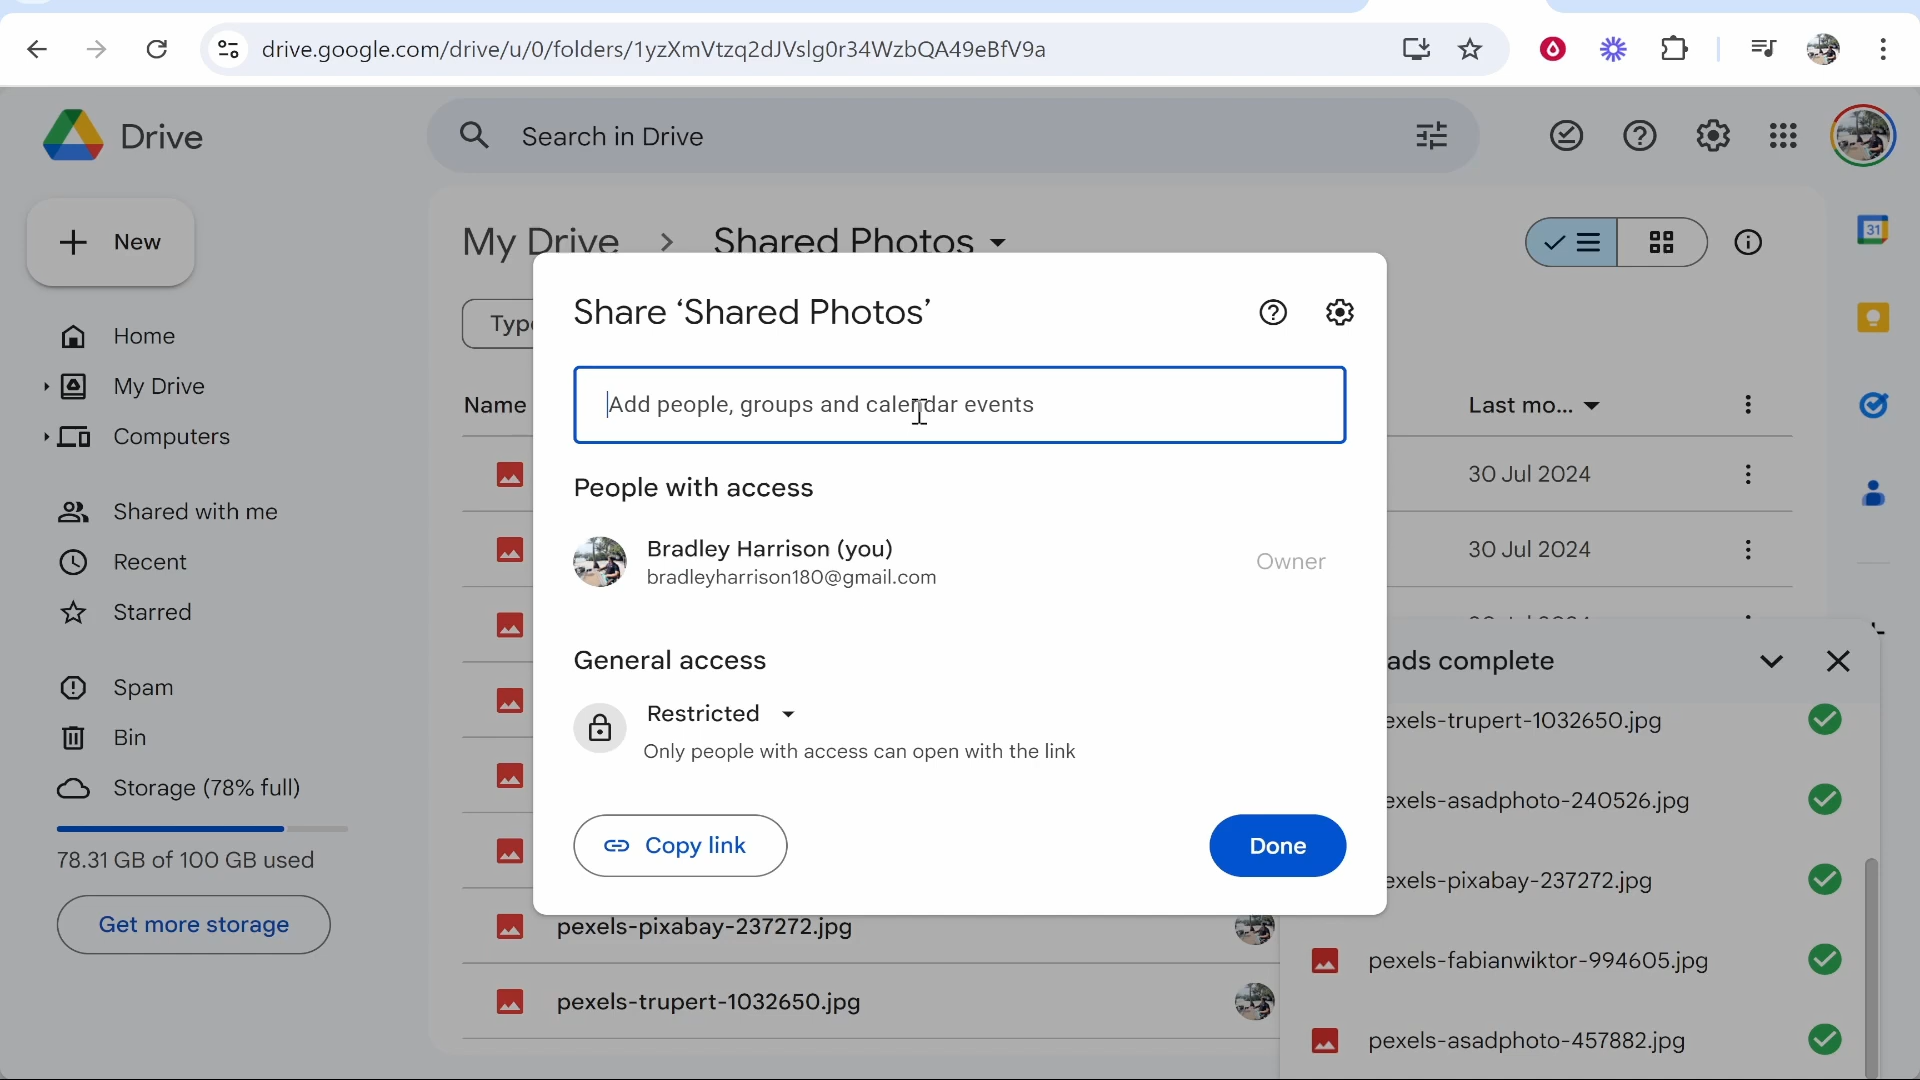 drive.google.com/drive/u/0/folders/1yzXmVtzq2dJVslg0r34WzbQA49eBfV9a
Drive
Search in Drive
New
My Drive
Shared Photos
31
Home
My Drive
Computers
Shared with me
Recent
Starred
Spam
Bin
Storage (78% full)
78.31 GB of 100 GB used
Get more storage
Name
Last mo...
30 Jul 2024
30 Jul 2024
Share ‘Shared Photos’
Add people, groups and calendar events
People with access
Bradley Harrison (you)
bradleyharrison180@gmail.com
Owner
General access
Restricted
Only people with access can open with the link
Copy link
Done
pexels-pixabay-237272.jpg
pexels-trupert-1032650.jpg
complete
exels-trupert-1032650.jpg
exels-asadphoto-240526.jpg
exels-pixabay-237272.jpg
pexels-fabianwiktor-994605.jpg
pexels-asadphoto-457882.jpg